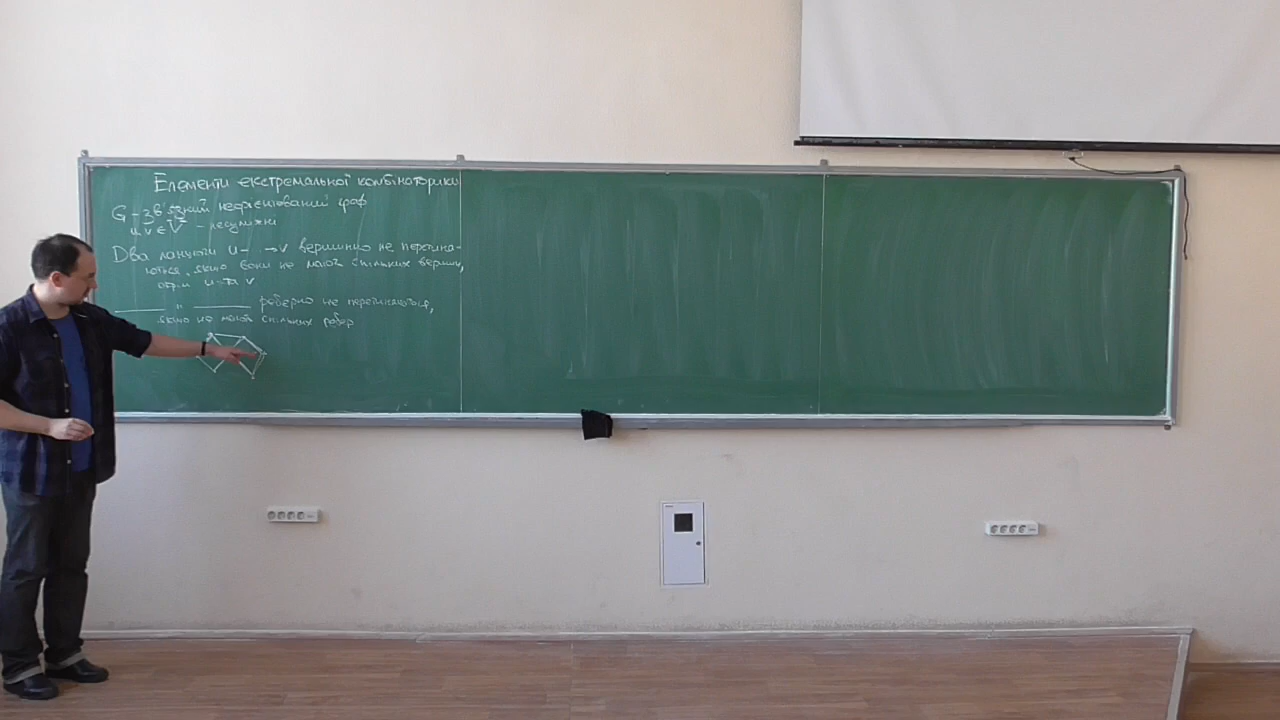 Елементи екстремальної комбінаторики
G - зв'язний неорієнтований граф
u, v ∈ V - несуміжні
Два ланцюги u - → v вершинно не перетина-
ються, якщо вони не мають спільних вершин,
окрім u та v
—— " —— реберно не перетинаються,
якщо не мають спільних ребер